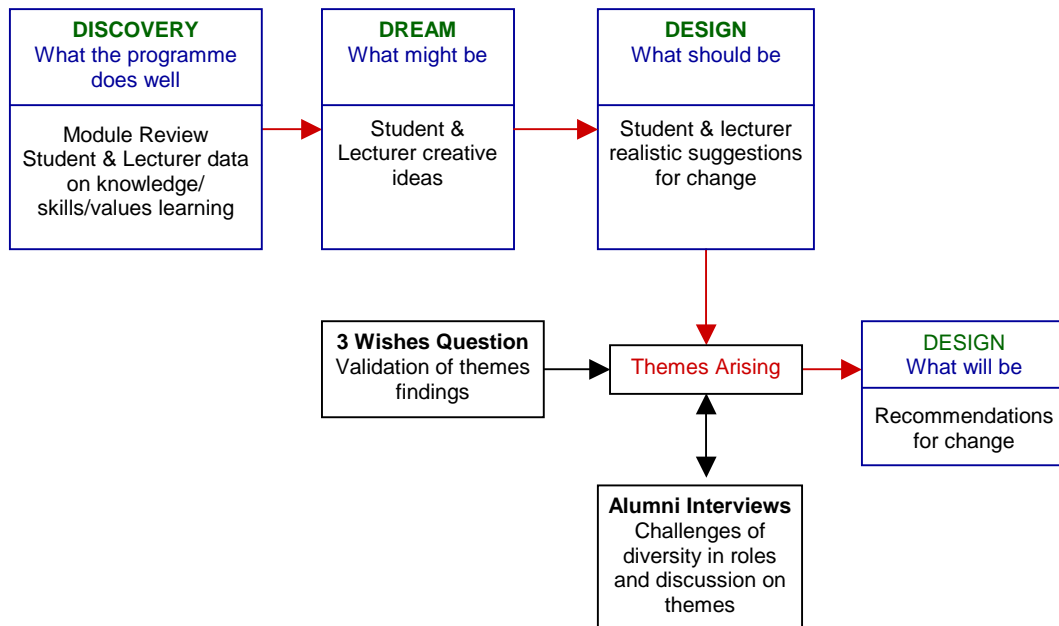 DISCOVERY
What the programme
does well
Module Review
Student & Lecturer data
on knowledge/
skills/values learning
DREAM
What might be
Student &
Lecturer creative
ideas
DESIGN
What should be
Student & lecturer
realistic suggestions
for change
3 Wishes Question
Validation of themes
findings
Themes Arising
DESIGN
What will be
Recommendations
for change
Alumni Interviews
Challenges of
diversity in roles
and discussion on
themes